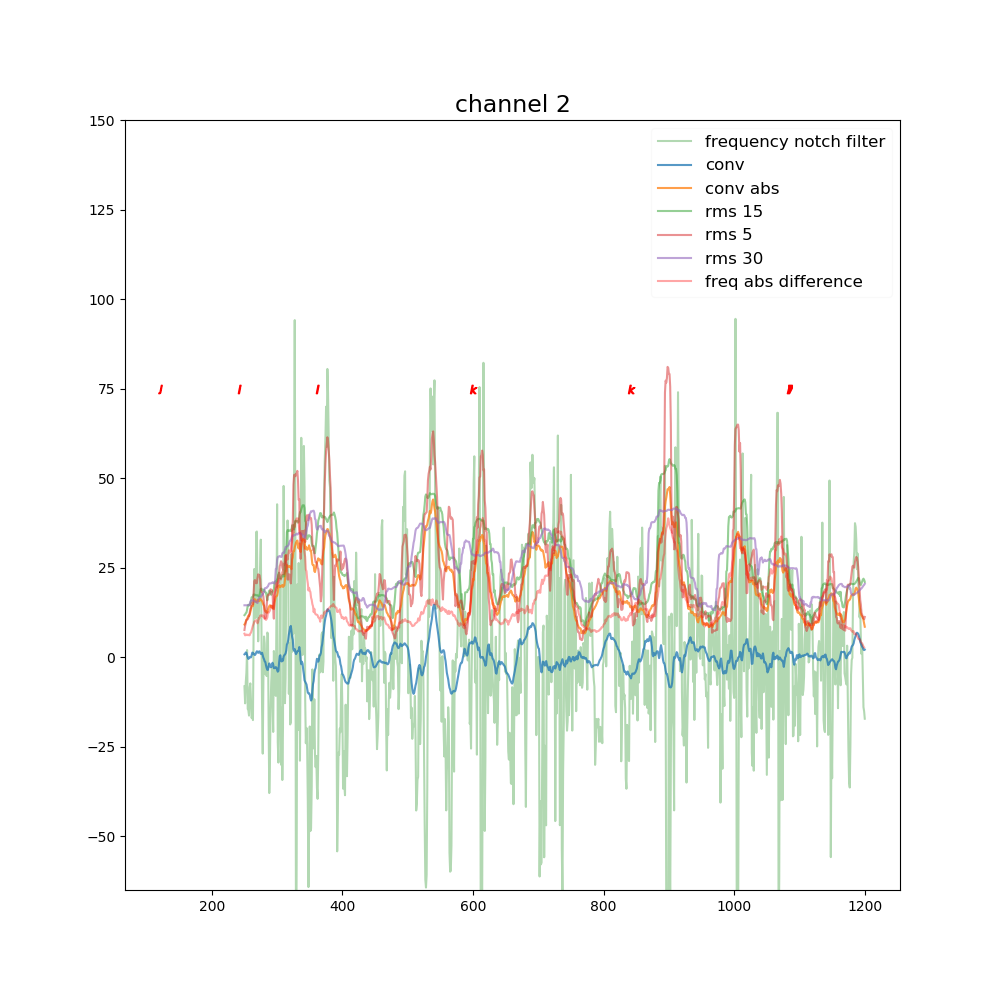 channel 2
150
125
100
75
50
25
0
−25
−50
200
400
600
800
1000
1200
frequency notch filter
conv
conv abs
rms 15
rms 5
rms 30
freq abs difference
k
k